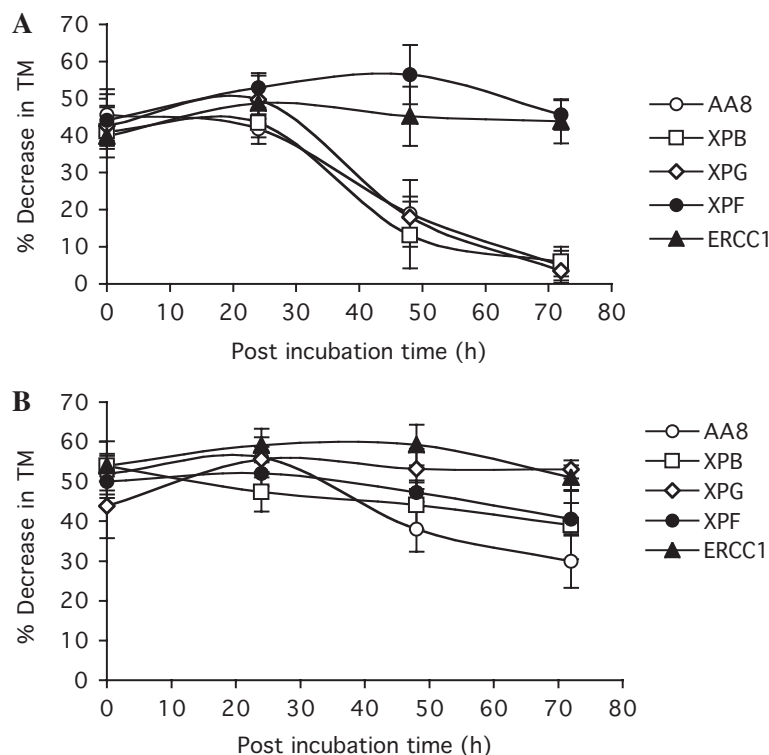 A
% Decrease in TM
70
60
50
40
30
20
10
0
0 10 20 30 40 50 60 70 80
Post incubation time (h)
AA8
XPB
XPG
XPF
ERCC1
B
% Decrease in TM
70
60
50
40
30
20
10
0
0 10 20 30 40 50 60 70 80
Post incubation time (h)
AA8
XPB
XPG
XPF
ERCC1